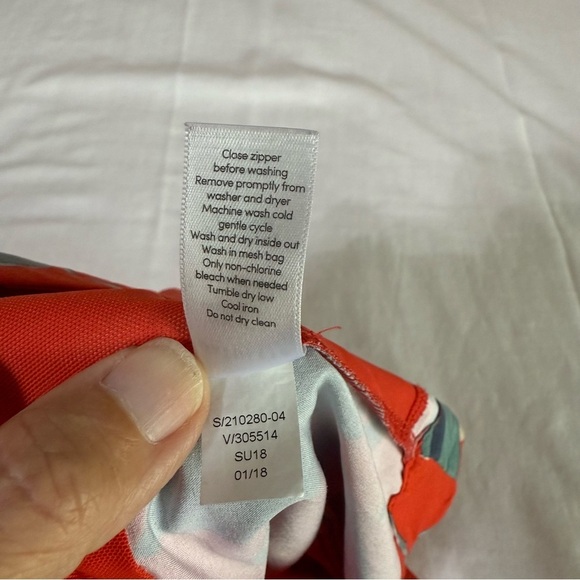 Close zipper
before washing
Remove promptly from
washer and dryer
Machine wash cold
gentle cycle
Wash and dry inside out
Wash in mesh bag
Only non-chlorine
bleach when needed
Tumble dry low
Cool iron
Do not dry clean
S/210280-04
V/305514
SU18
01/18